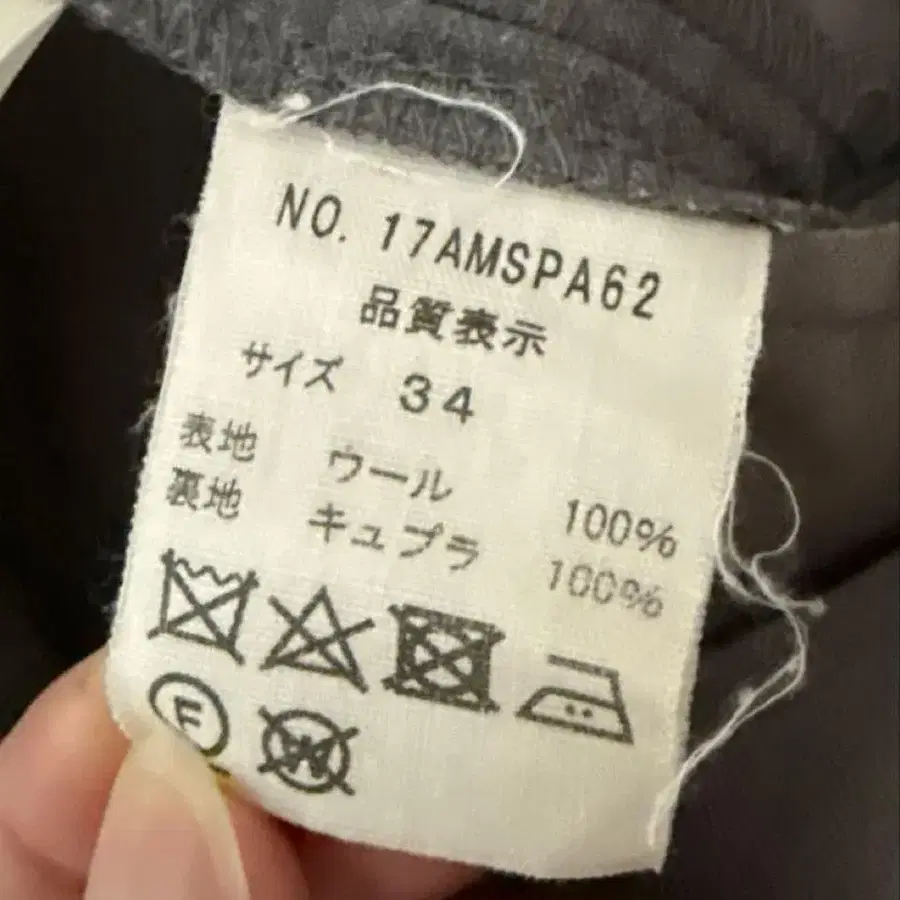 NO. 17AMSPA62
品質表示
サイズ 34
表地 ウール 100%
裏地 キュプラ 100%
F
W